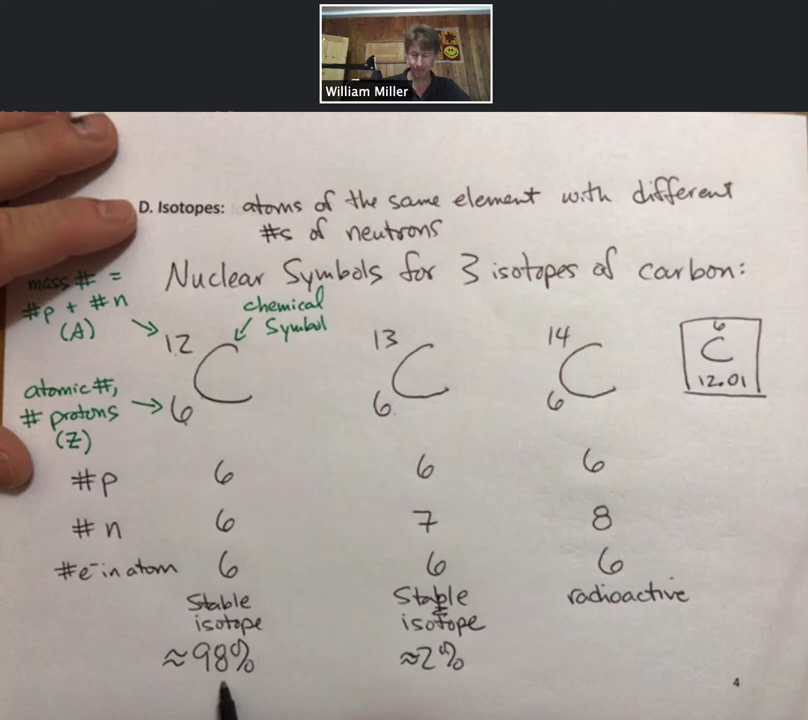 William Miller
D. Isotopes: atoms of the same element with different
#s of neutrons
Nuclear Symbols for 3 isotopes of carbon:
mass # =
#p + #n
(A)
chemical
Symbol
12
C
6
13
C
6
14
C
6
6
C
12.01
atomic #,
# protons
(Z)
#p 6 6 6
#n 6 7 8
#e⁻ in atom 6 6 6
Stable Stable radioactive
isotope isotope
≈98% ≈2%
4